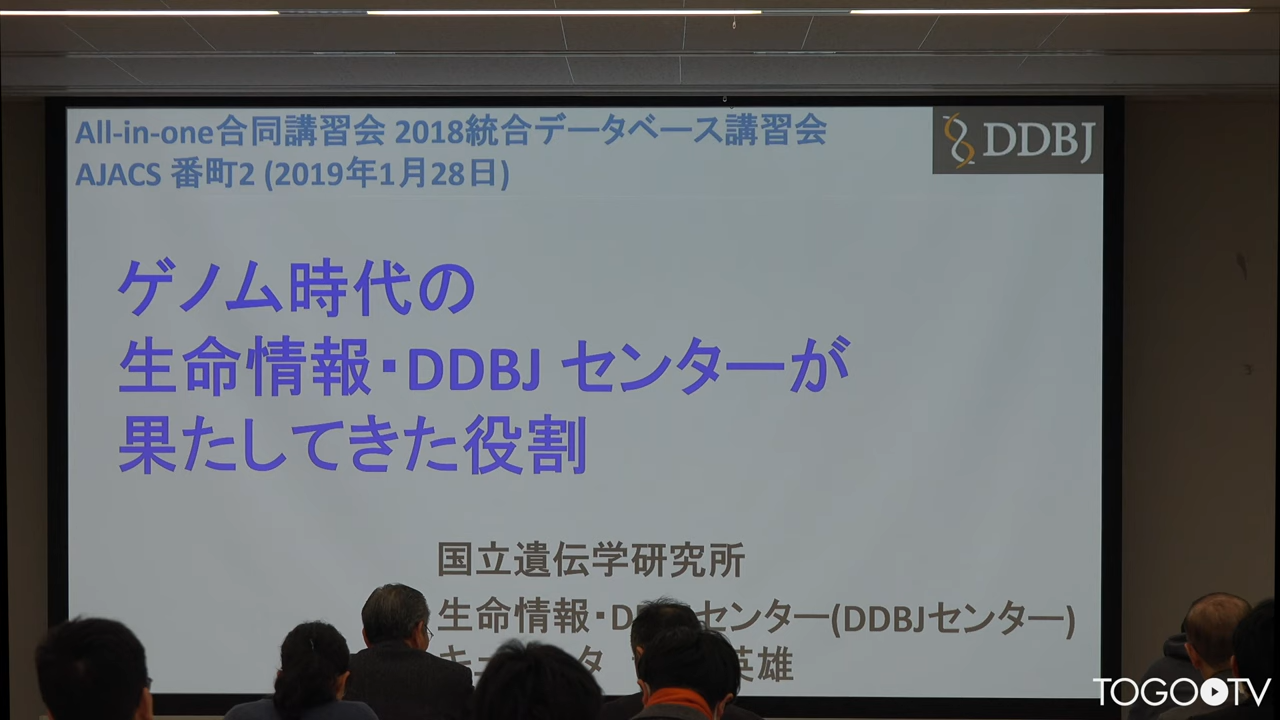 All-in-one合同講習会 2018統合データベース講習会
AJACS 番町2 (2019年1月28日)
DDBJ
ゲノム時代の
生命情報・DDBJ センターが
果たしてきた役割
国立遺伝学研究所
生命情報・ センター(DDBJセンター)
英雄
TOGO TV